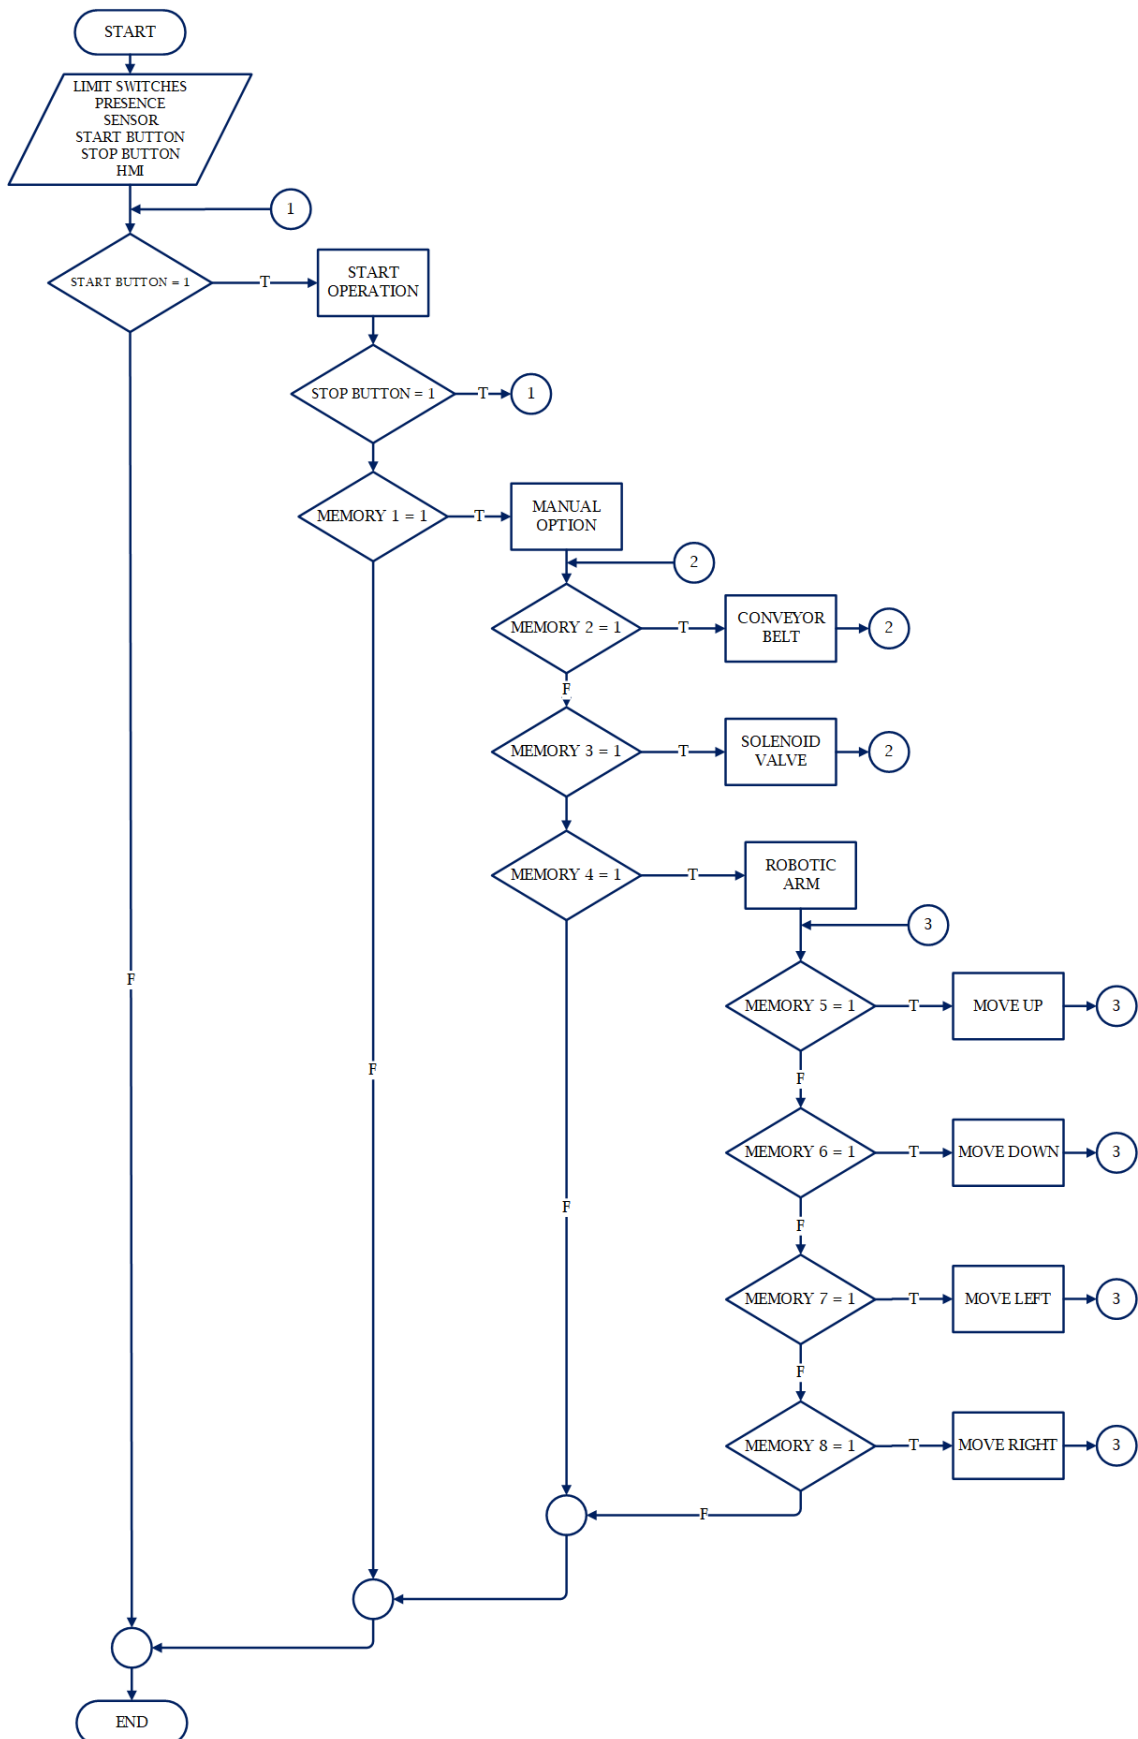 START
LIMIT SWITCHES
PRESENCE
SENSOR
START BUTTON
STOP BUTTON
HMI
1
START BUTTON = 1
T
START
OPERATION
STOP BUTTON = 1
T
1
MEMORY 1 = 1
T
MANUAL
OPTION
2
MEMORY 2 = 1
T
CONVEYOR
BELT
2
F
MEMORY 3 = 1
T
SOLENOID
VALVE
2
MEMORY 4 = 1
T
ROBOTIC
ARM
3
F
MEMORY 5 = 1
T
MOVE UP
3
F
F
MEMORY 6 = 1
T
MOVE DOWN
3
F
F
MEMORY 7 = 1
T
MOVE LEFT
3
F
MEMORY 8 = 1
T
MOVE RIGHT
3
F
END